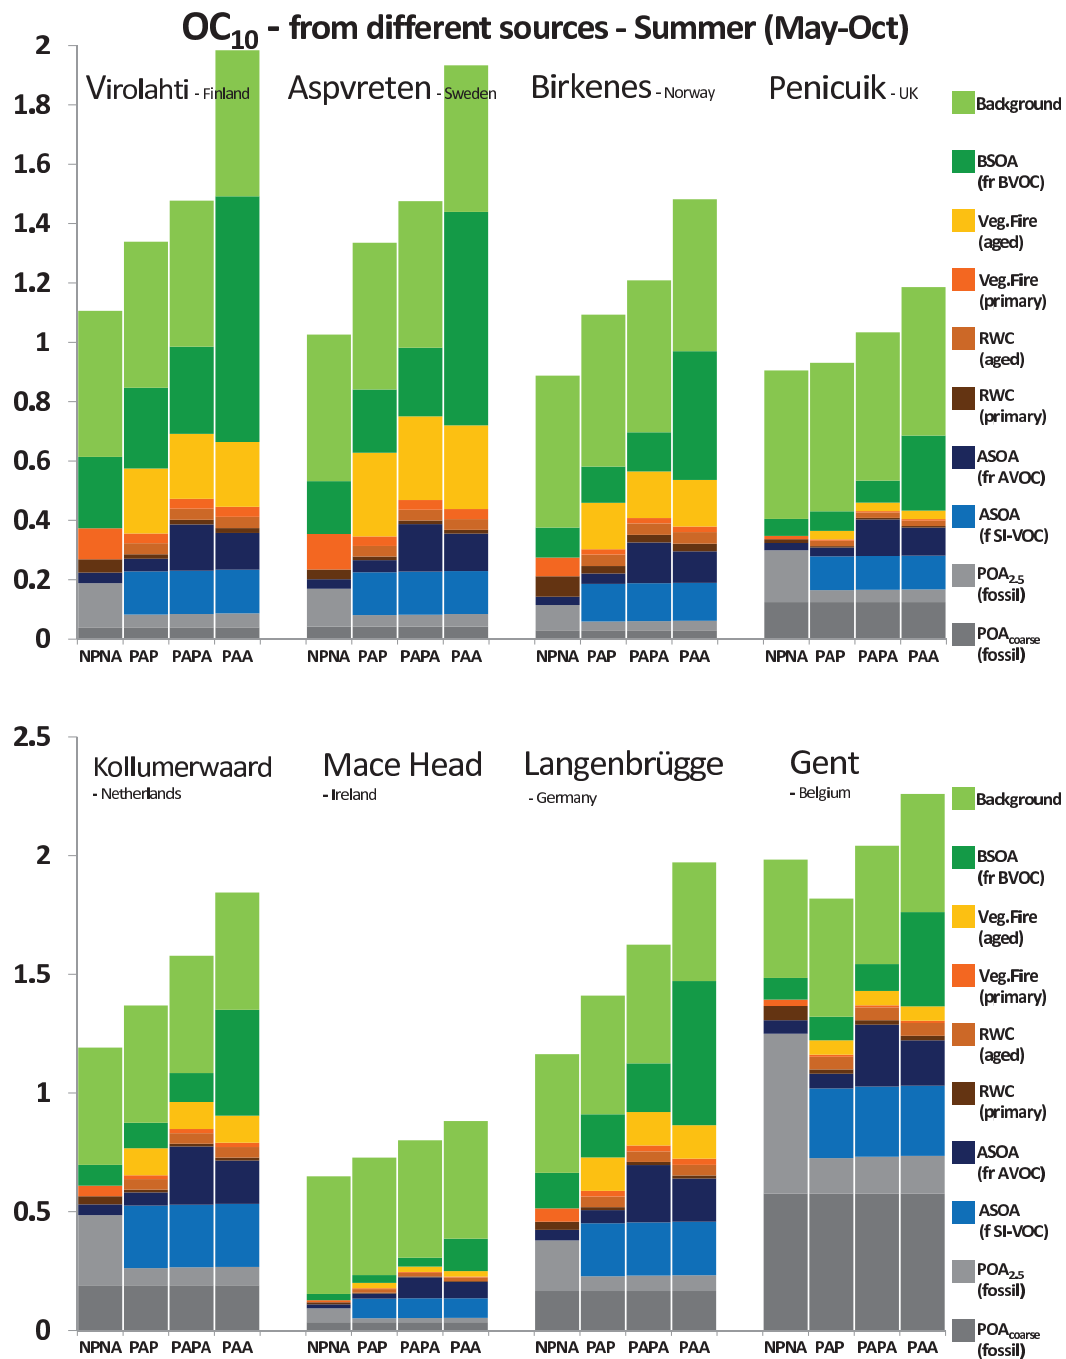 OC10 - from different sources - Summer (May-Oct)
2
1.8
1.6
1.4
1.2
1
0.8
0.6
0.4
0.2
0
Virolahti - Finland
Aspvreten - Sweden
Birkenes - Norway
Penicuik - UK
NPNA PAP PAPA PAA
NPNA PAP PAPA PAA
NPNA PAP PAPA PAA
NPNA PAP PAPA PAA
Background
BSOA
(fr BVOC)
Veg.Fire
(aged)
Veg.Fire
(primary)
RWC
(aged)
RWC
(primary)
ASOA
(fr AVOC)
ASOA
(f SI-VOC)
POA2.5
(fossil)
POAcoarse
(fossil)
2.5
2
1.5
1
0.5
0
Kollumerwaard
- Netherlands
Mace Head
- Ireland
Langenbrügge
- Germany
Gent
- Belgium
NPNA PAP PAPA PAA
NPNA PAP PAPA PAA
NPNA PAP PAPA PAA
NPNA PAP PAPA PAA
Background
BSOA
(fr BVOC)
Veg.Fire
(aged)
Veg.Fire
(primary)
RWC
(aged)
RWC
(primary)
ASOA
(fr AVOC)
ASOA
(f SI-VOC)
POA2.5
(fossil)
POAcoarse
(fossil)